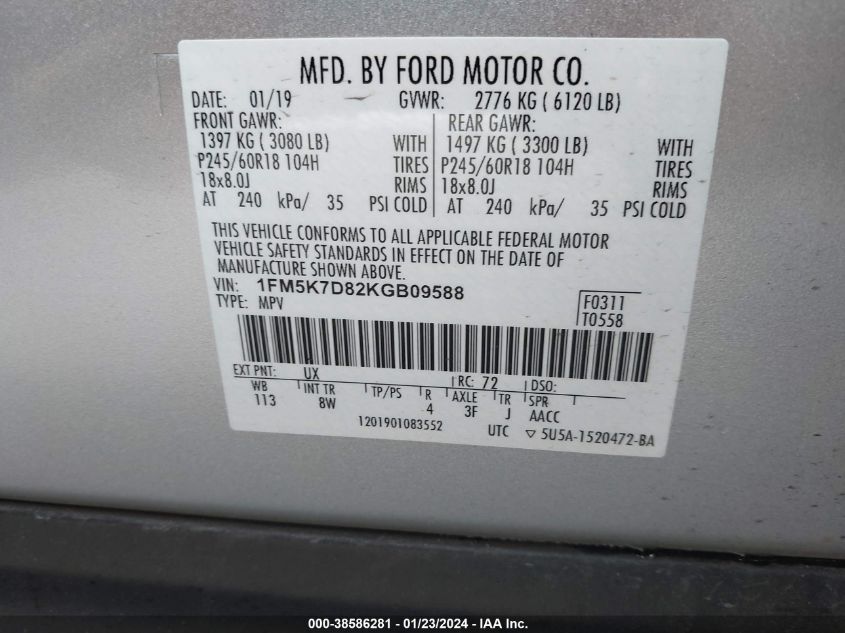 MFD. BY FORD MOTOR CO.
DATE: 01/19 GVWR: 2776 KG ( 6120 LB)
FRONT GAWR: REAR GAWR:
1397 KG ( 3080 LB) WITH 1497 KG ( 3300 LB) WITH
P245/60R18 104H TIRES P245/60R18 104H TIRES
18x8.0J RIMS 18x8.0J RIMS
AT 240 kPa/ 35 PSI COLD AT 240 kPa/ 35 PSI COLD
THIS VEHICLE CONFORMS TO ALL APPLICABLE FEDERAL MOTOR
VEHICLE SAFETY STANDARDS IN EFFECT ON THE DATE OF
MANUFACTURE SHOWN ABOVE.
VIN: 1FM5K7D82KGB09588
TYPE: MPV
F0311
T0558
EXT PNT: UX RC: 72 DSO:
WB INT TR TP/PS R AXLE TR SPR
113 8W 4 3F J AACC
1201901083552 UTC ▽ 5U5A-1520472-BA
000-38586281 - 01/23/2024 - IAA Inc.